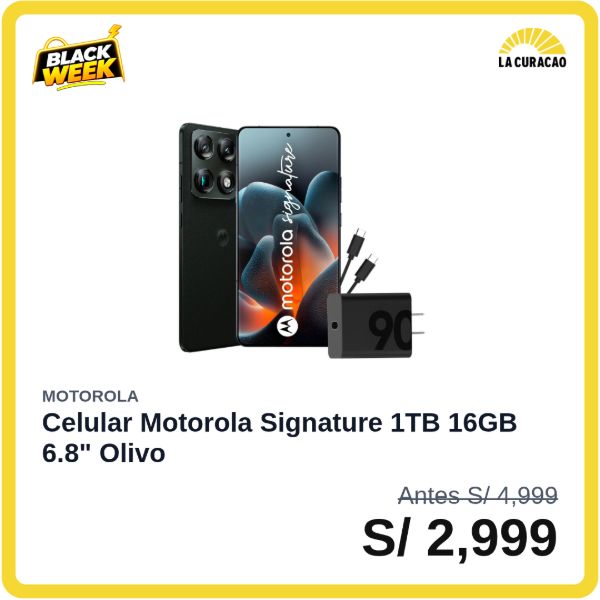 BLACK
WEEK
LA CURACAO
motorola signature
90
MOTOROLA
Celular Motorola Signature 1TB 16GB
6.8" Olivo
Antes S/ 4,999
S/ 2,999